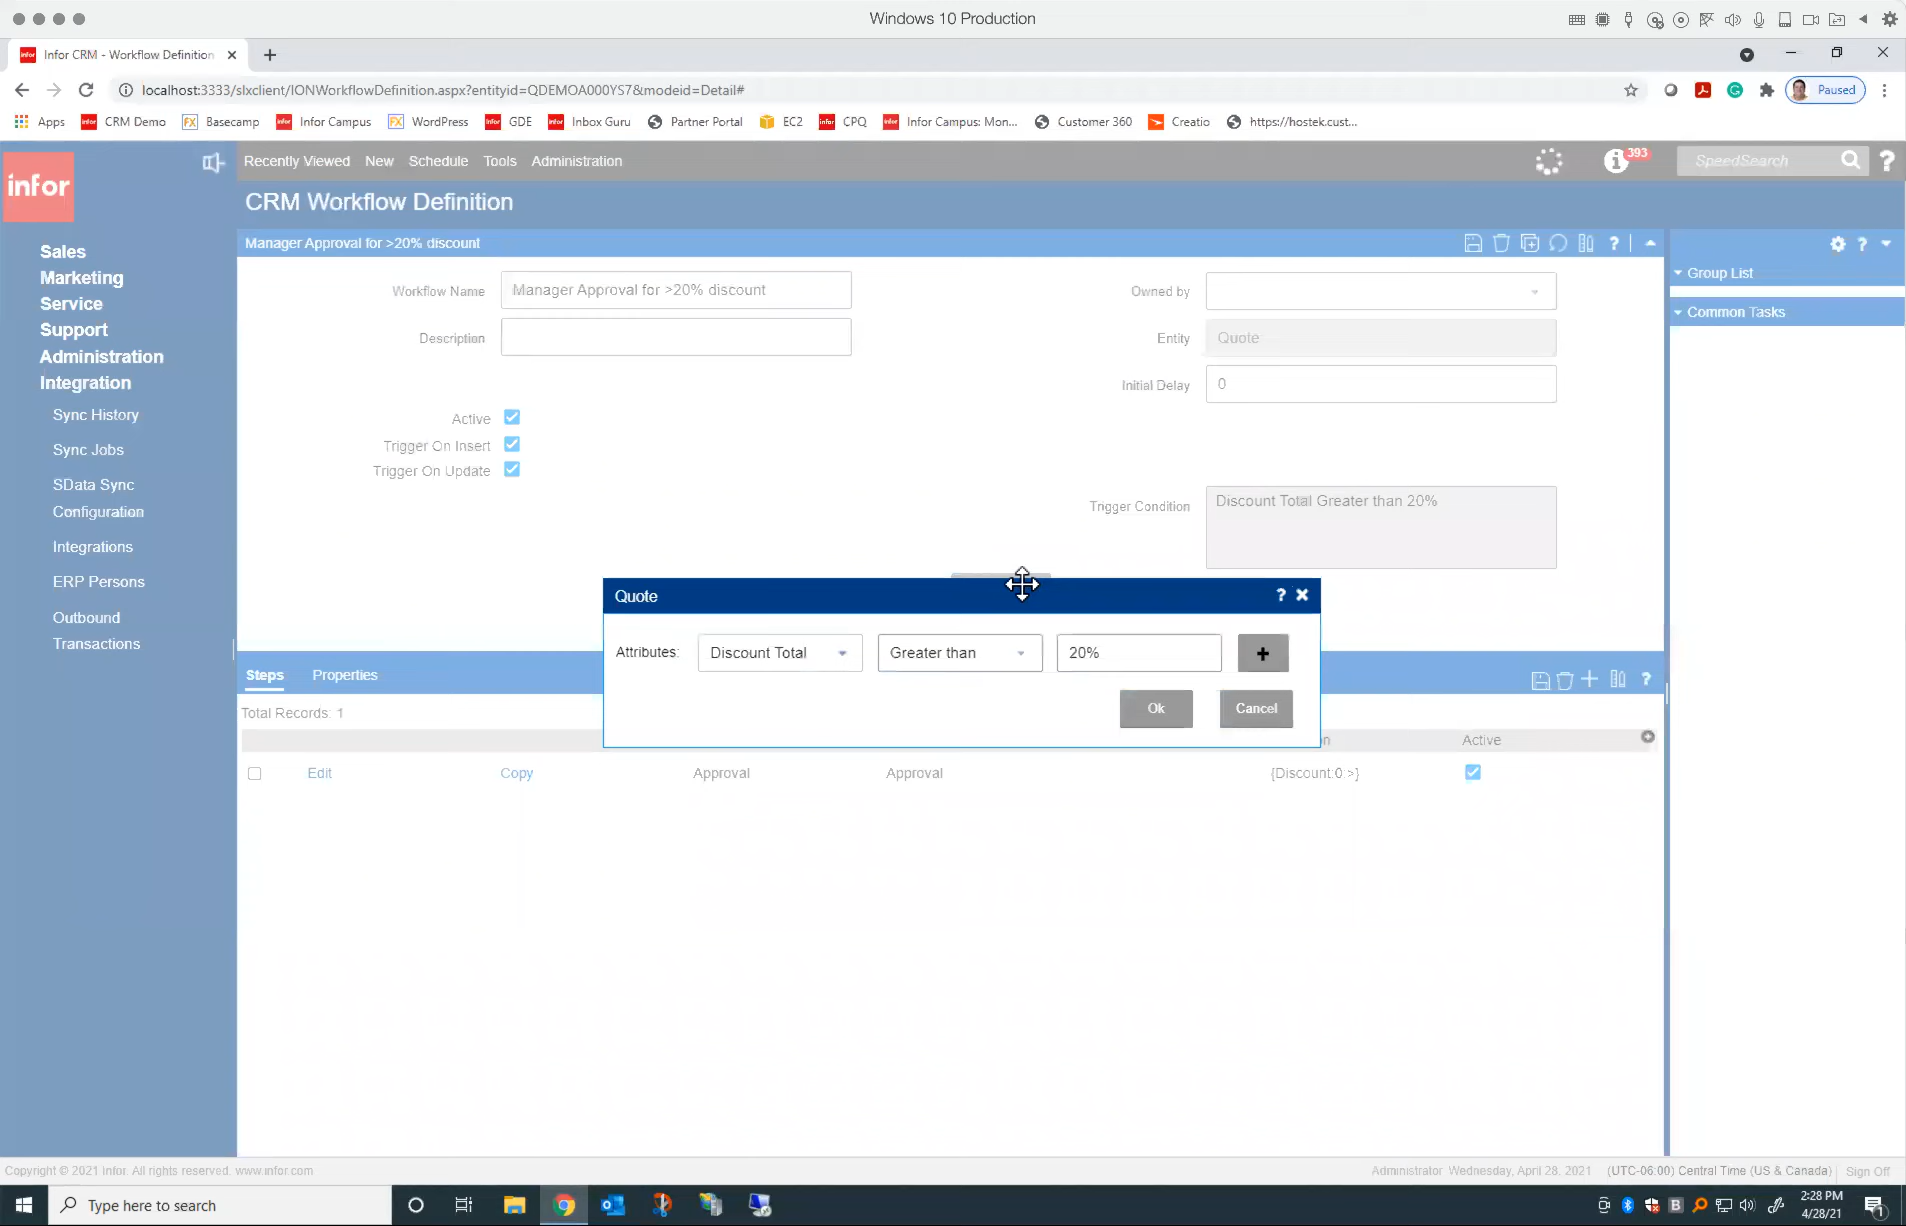 Windows 10 Production
infor Infor CRM - Workflow Definition
localhost:3333/slxclient/IONWorkflowDefinition.aspx?entityid=QDEMOA000YS7&modeid=Detail#
Paused
Apps CRM Demo Basecamp Infor Campus WordPress GDE Inbox Guru Partner Portal EC2 CPQ Infor Campus: Mon... Customer 360 Creatio https://hostek.cust...
infor
Recently Viewed New Schedule Tools Administration
393
SpeedSearch
?
CRM Workflow Definition
Sales
Marketing
Service
Support
Administration
Integration
Sync History
Sync Jobs
SData Sync
Configuration
Integrations
ERP Persons
Outbound
Transactions
Manager Approval for >20% discount
?
Workflow Name Manager Approval for >20% discount
Description
Active
Trigger On Insert
Trigger On Update
Owned by
Entity Quote
Initial Delay 0
Trigger Condition Discount Total Greater than 20%
?
Group List
Common Tasks
Quote
?
Attributes: Discount Total Greater than 20% +
Ok Cancel
Steps Properties
?
Total Records: 1
n Active
Edit Copy Approval Approval {Discount:0:>}
Copyright © 2021 Infor. All rights reserved. www.infor.com
Administrator Wednesday, April 28, 2021 (UTC-06:00) Central Time (US & Canada) Sign Off
Type here to search
2:28 PM
4/28/21
1